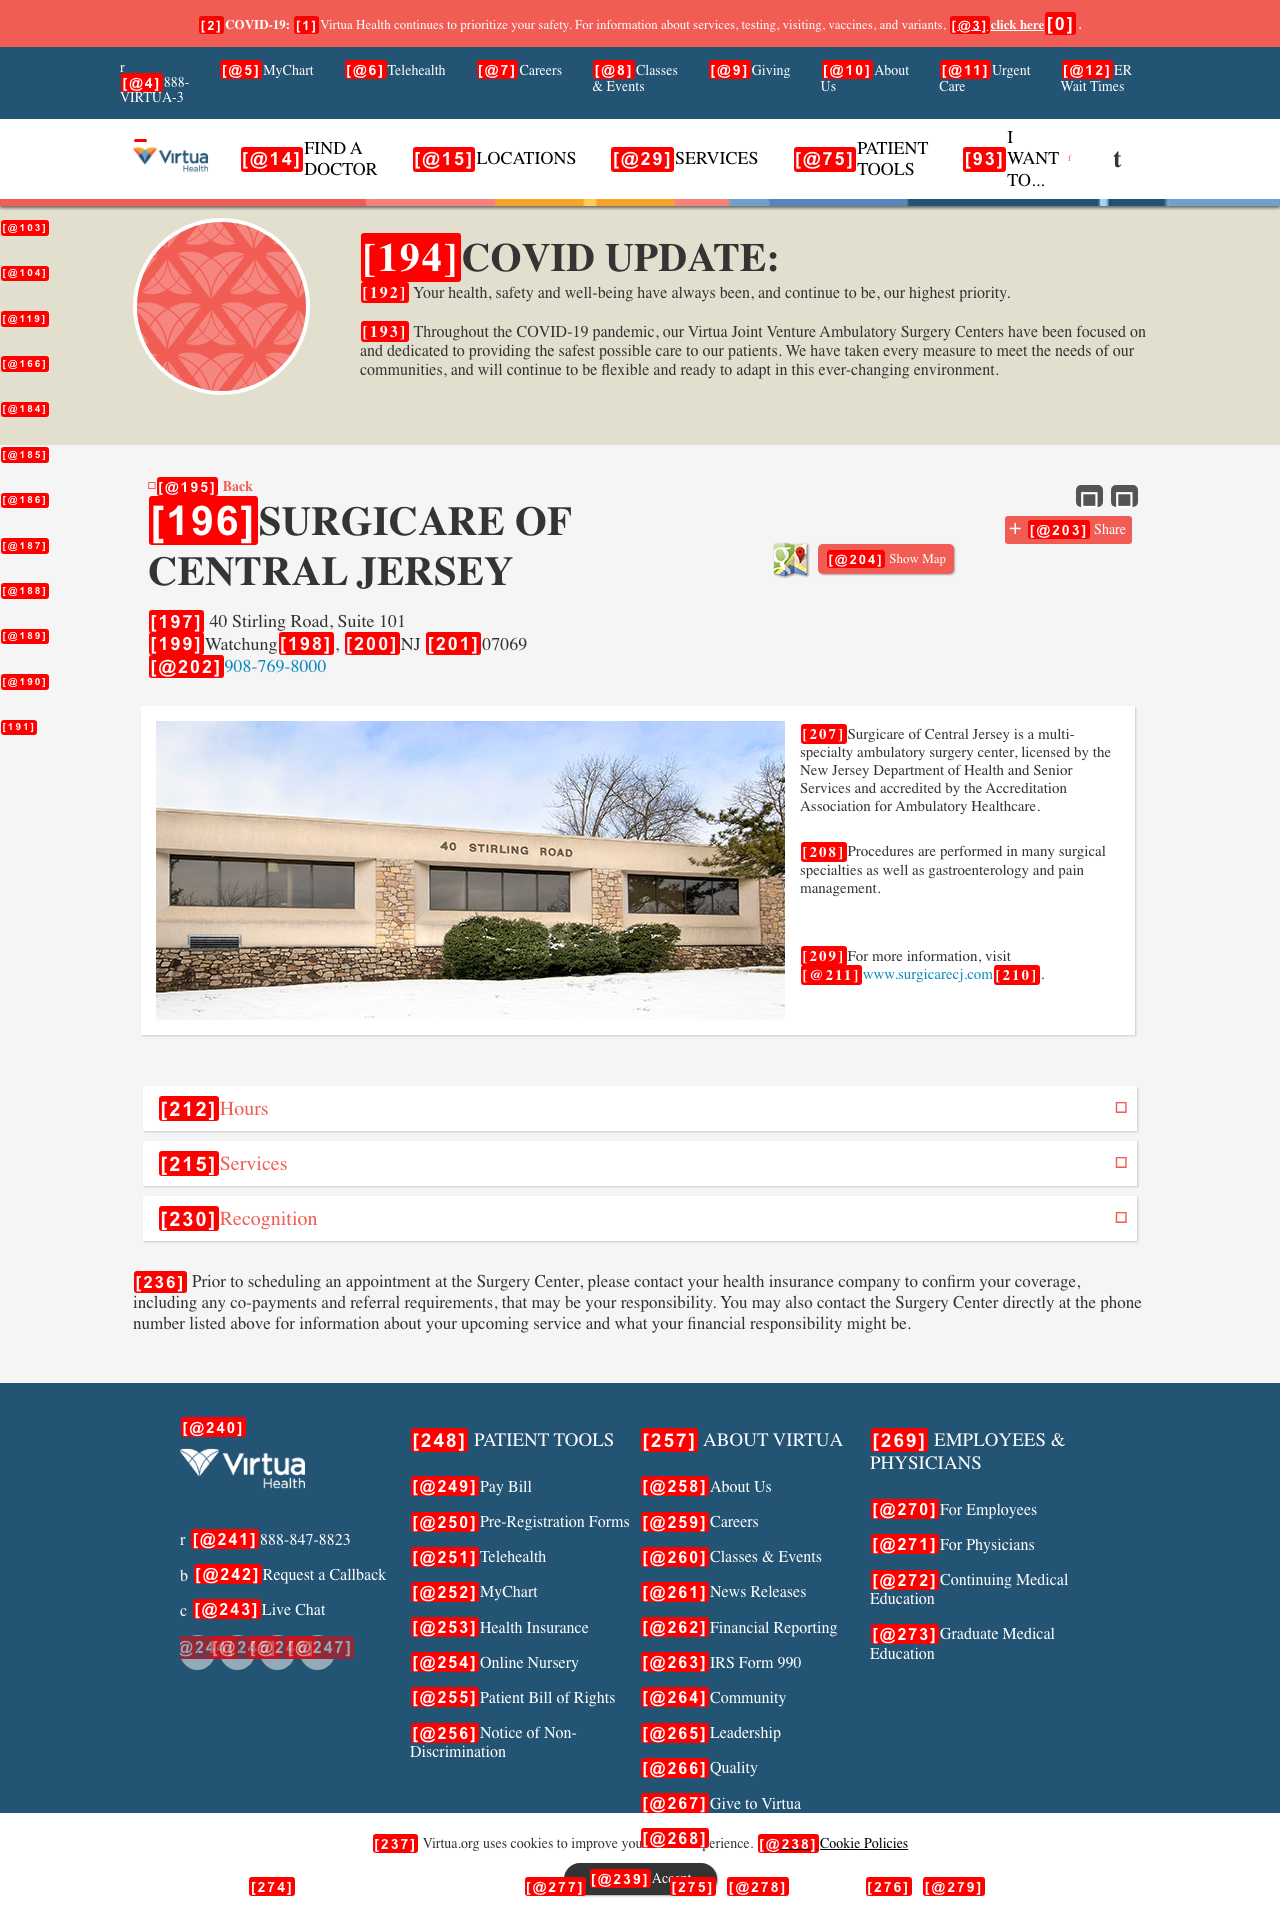 [2] COVID-19: [1] Virtua Health continues to prioritize your safety. For information about services, testing, visiting, vaccines, and variants, [@3] click here [0] .
r [@4] 888-VIRTUA-3
[@5] MyChart
[@6] Telehealth
[@7] Careers
[@8] Classes & Events
[@9] Giving
[@10] About Us
[@11] Urgent Care
[@12] ER Wait Times
Virtua Health
[@14] FIND A DOCTOR
[@15] LOCATIONS
[@29] SERVICES
[@75] PATIENT TOOLS
[93] I WANT TO...
f
t
[@103]
[@104]
[@119]
[@166]
[@184]
[@185]
[@186]
[@187]
[@188]
[@189]
[@190]
[191]
[194] COVID UPDATE:
[192] Your health, safety and well-being have always been, and continue to be, our highest priority.
[193] Throughout the COVID-19 pandemic, our Virtua Joint Venture Ambulatory Surgery Centers have been focused on
and dedicated to providing the safest possible care to our patients. We have taken every measure to meet the needs of our
communities, and will continue to be flexible and ready to adapt in this ever-changing environment.
[@195] Back
[196] SURGICARE OF
CENTRAL JERSEY
+ [@203] Share
[@204] Show Map
[197] 40 Stirling Road, Suite 101
[199] Watchung [198] , [200] NJ [201] 07069
[@202] 908-769-8000
40 STIRLING ROAD
[207] Surgicare of Central Jersey is a multi-
specialty ambulatory surgery center, licensed by the
New Jersey Department of Health and Senior
Services and accredited by the Accreditation
Association for Ambulatory Healthcare.
[208] Procedures are performed in many surgical
specialties as well as gastroenterology and pain
management.
[209] For more information, visit
[@211] www.surgicarecj.com [210] .
[212] Hours
[215] Services
[230] Recognition
[236] Prior to scheduling an appointment at the Surgery Center, please contact your health insurance company to confirm your coverage,
including any co-payments and referral requirements, that may be your responsibility. You may also contact the Surgery Center directly at the phone
number listed above for information about your upcoming service and what your financial responsibility might be.
[@240]
Virtua Health
r [@241] 888-847-8823
b [@242] Request a Callback
c [@243] Live Chat
[@247]
[248] PATIENT TOOLS
[@249] Pay Bill
[@250] Pre-Registration Forms
[@251] Telehealth
[@252] MyChart
[@253] Health Insurance
[@254] Online Nursery
[@255] Patient Bill of Rights
[@256] Notice of Non-
Discrimination
[257] ABOUT VIRTUA
[@258] About Us
[@259] Careers
[@260] Classes & Events
[@261] News Releases
[@262] Financial Reporting
[@263] IRS Form 990
[@264] Community
[@265] Leadership
[@266] Quality
[@267] Give to Virtua
[@268]
[269] EMPLOYEES &
PHYSICIANS
[@270] For Employees
[@271] For Physicians
[@272] Continuing Medical
Education
[@273] Graduate Medical
Education
[237] Virtua.org uses cookies to improve [@238] Cookie Policies
[@239] Accept
[274] [@277] [275] [@278] [276] [@279]